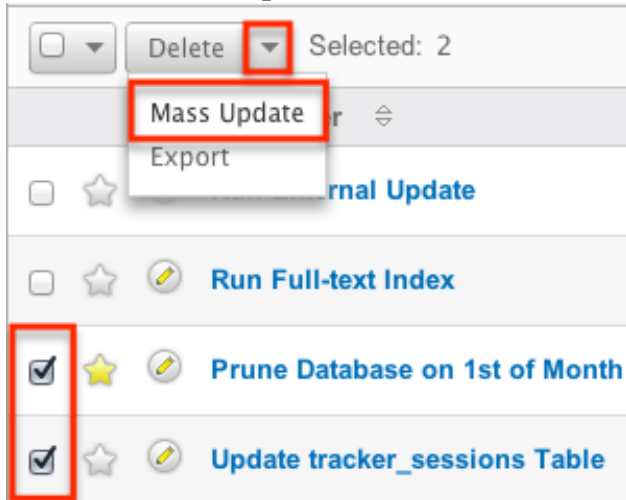 Delete Selected: 2
Mass Update
Export
Run Full-text Index
Prune Database on 1st of Month
Update tracker_sessions Table